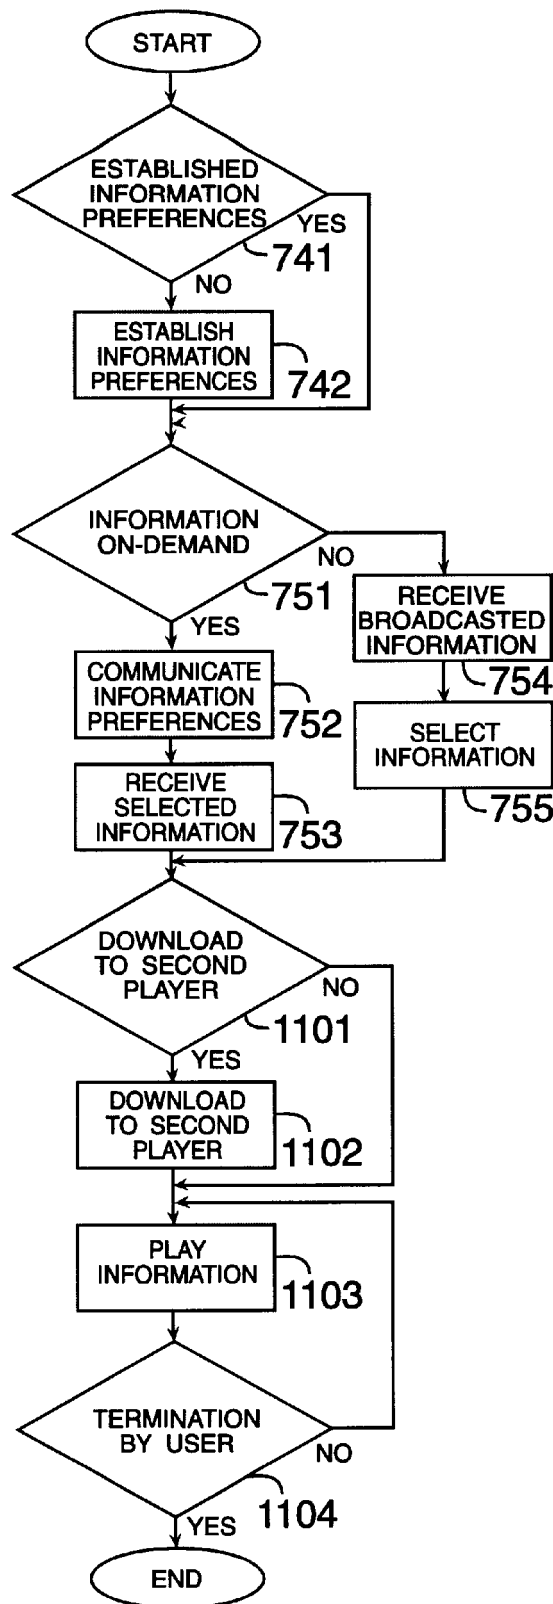 START
ESTABLISHED
INFORMATION
PREFERENCES
YES
741
NO
ESTABLISH
INFORMATION
PREFERENCES
742
INFORMATION
ON-DEMAND
NO
751
YES
RECEIVE
BROADCASTED
INFORMATION
754
COMMUNICATE
INFORMATION
PREFERENCES
752
SELECT
INFORMATION
755
RECEIVE
SELECTED
INFORMATION
753
DOWNLOAD
TO SECOND
PLAYER
NO
1101
YES
DOWNLOAD
TO SECOND
PLAYER
1102
PLAY
INFORMATION
1103
TERMINATION
BY USER
NO
1104
YES
END